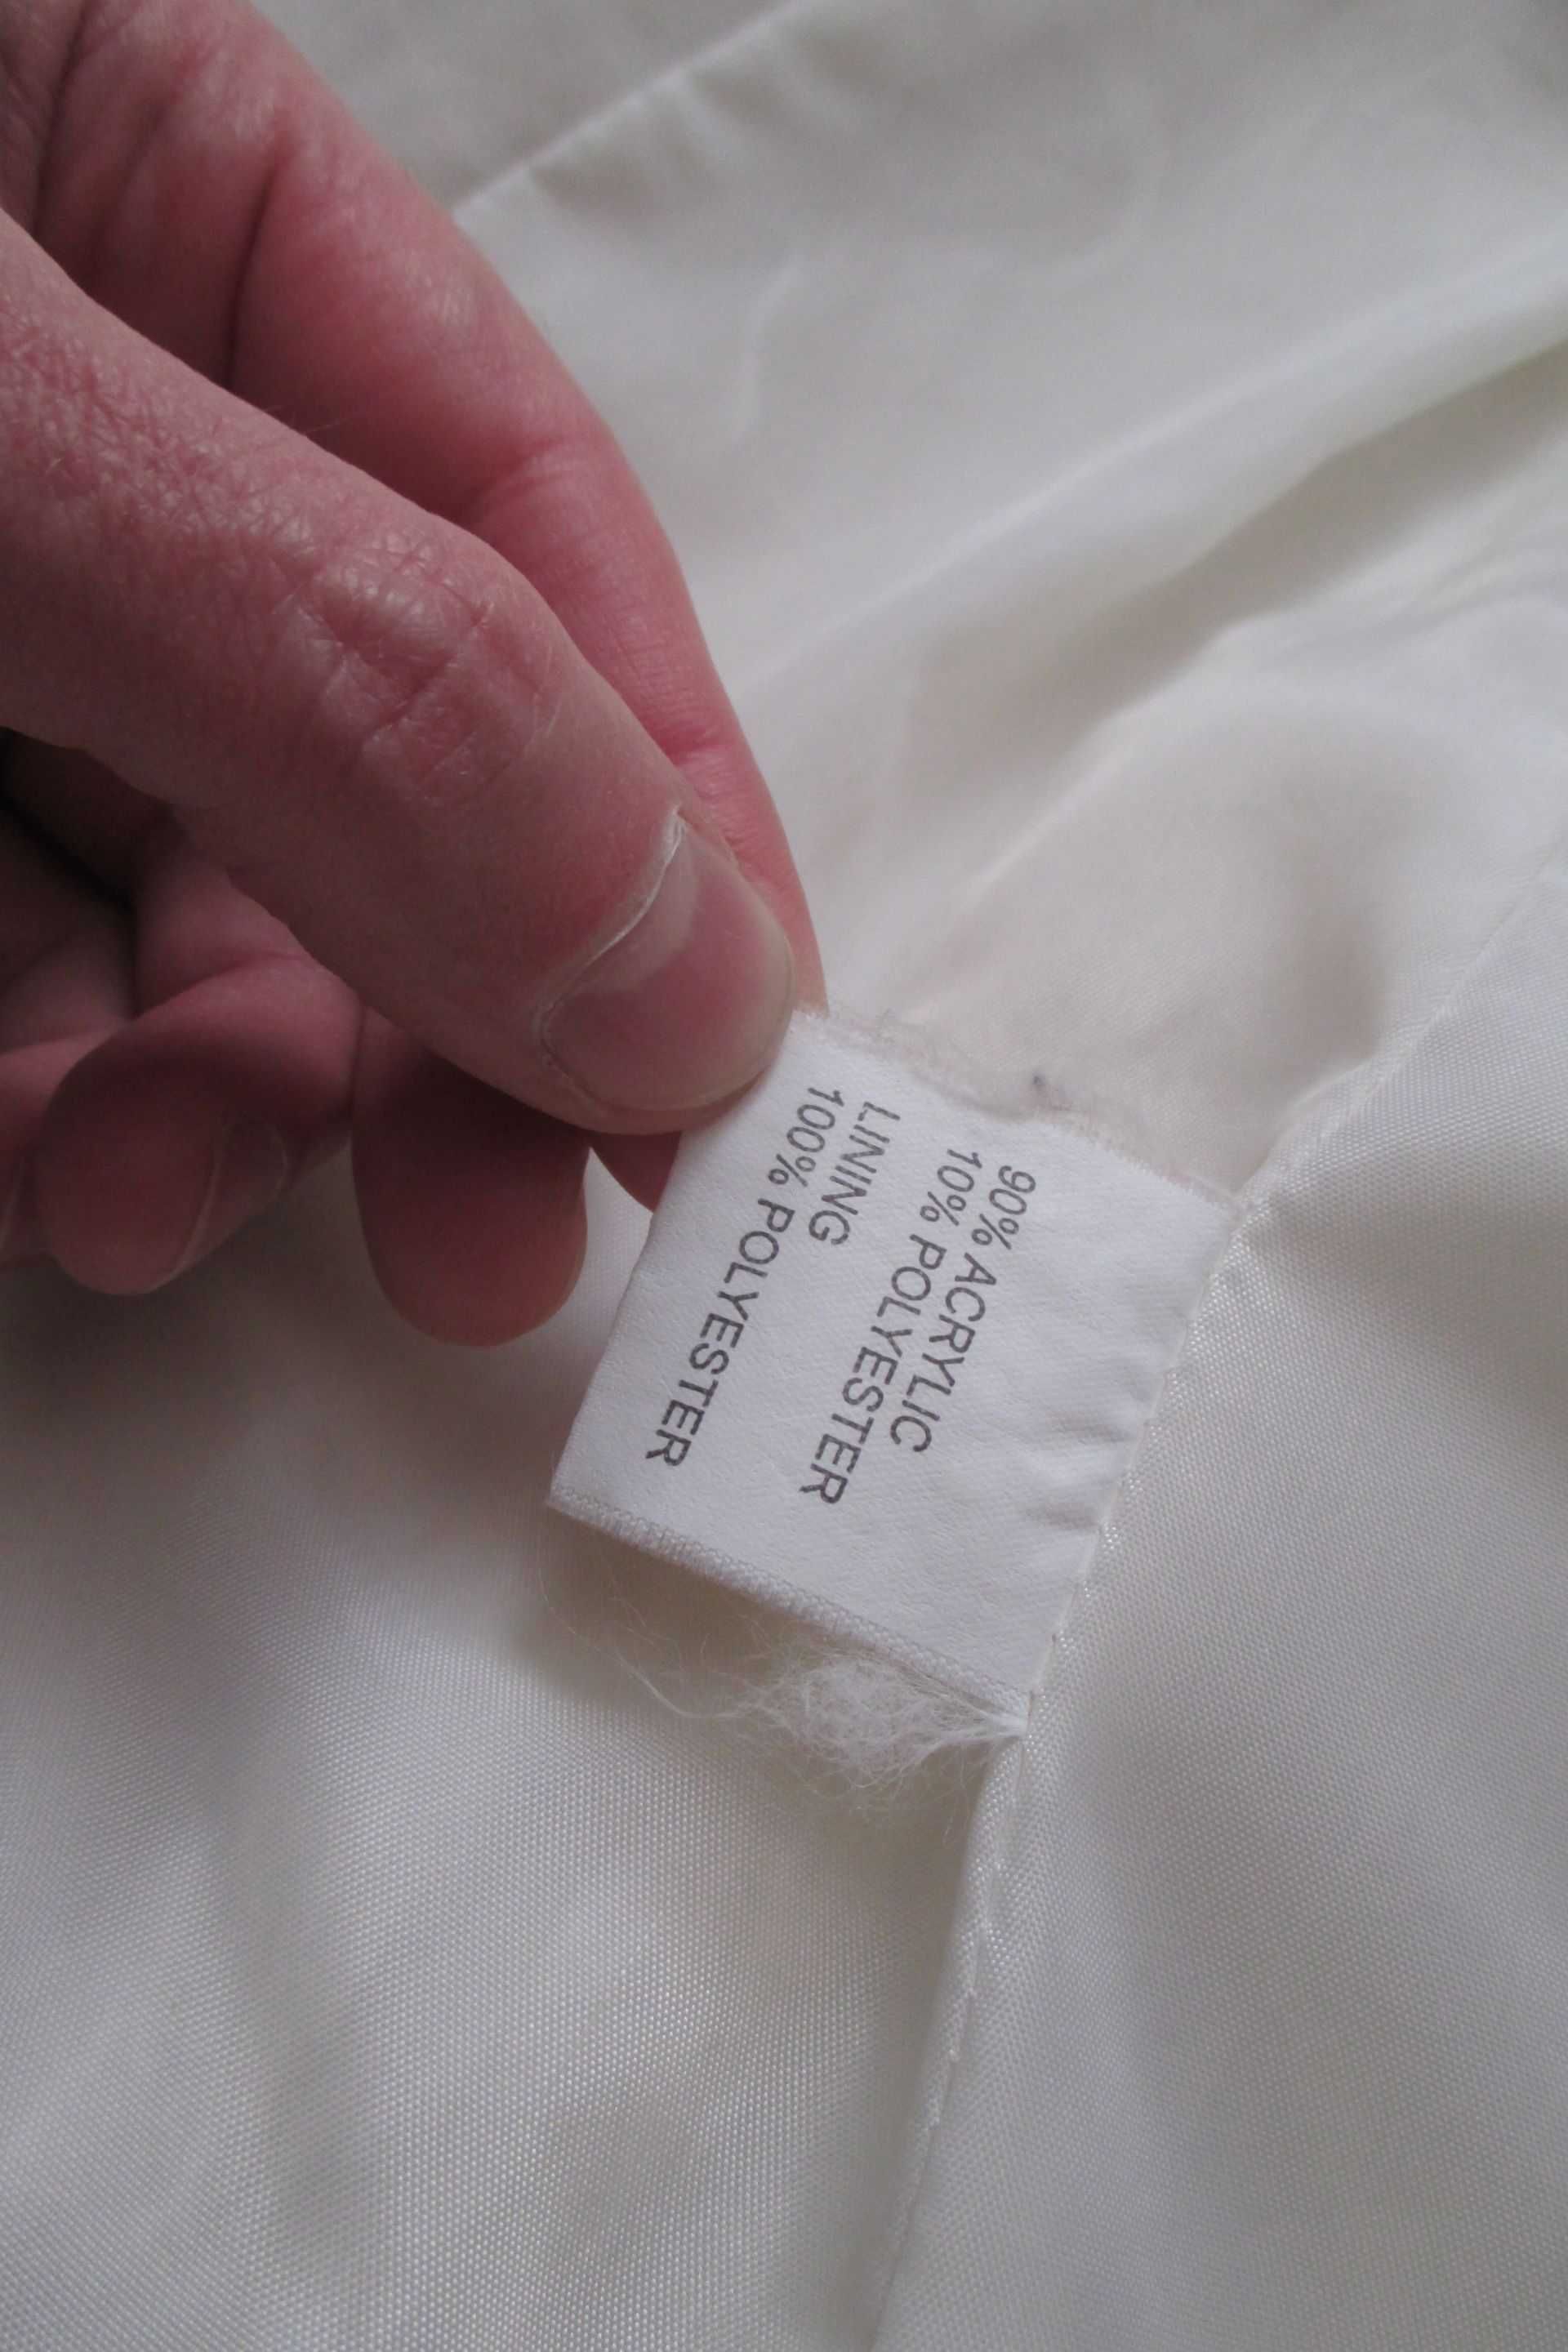 90% ACRYLIC
10% POLYESTER
LINING
100% POLYESTER